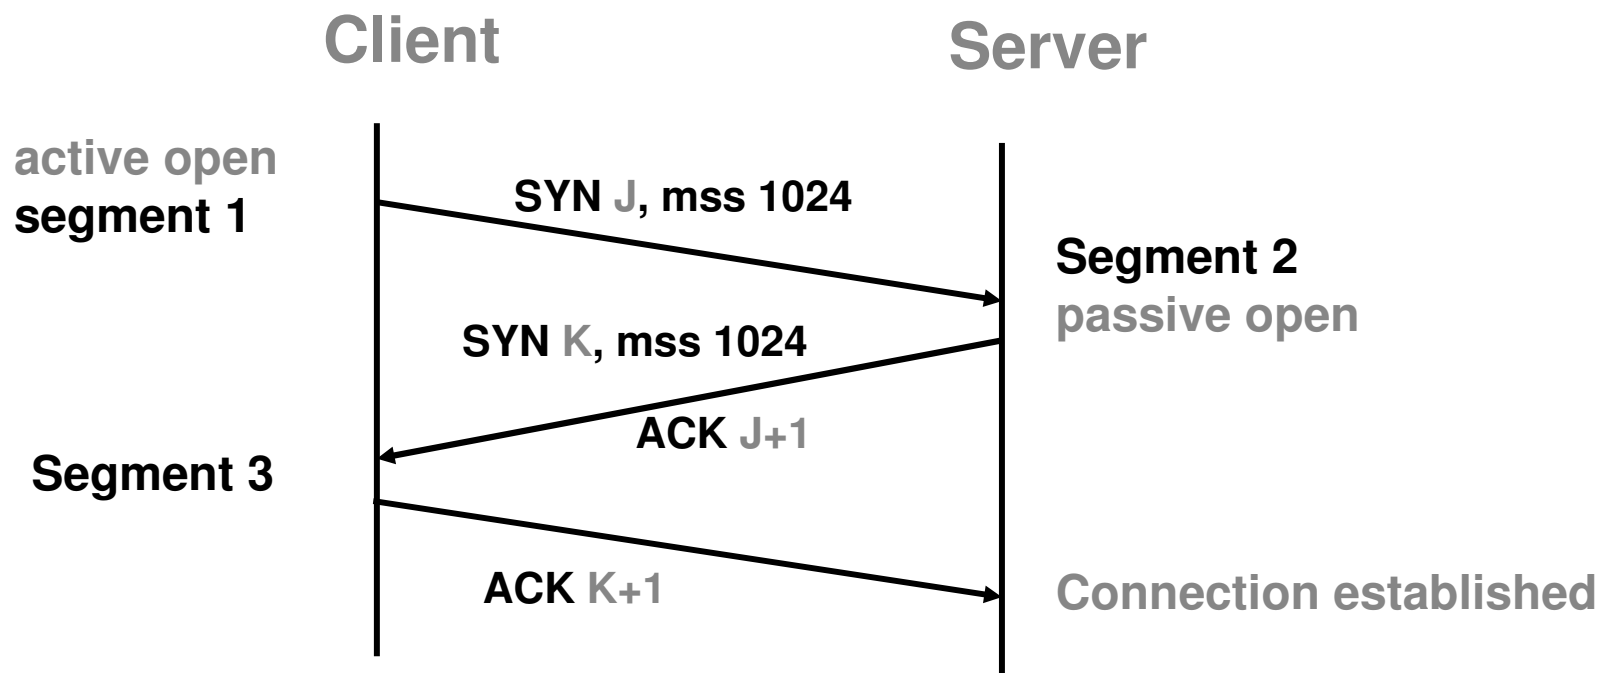 Client
Server
active open
segment 1
SYN J, mss 1024
Segment 2
passive open
SYN K, mss 1024
ACK J+1
Segment 3
ACK K+1
Connection established